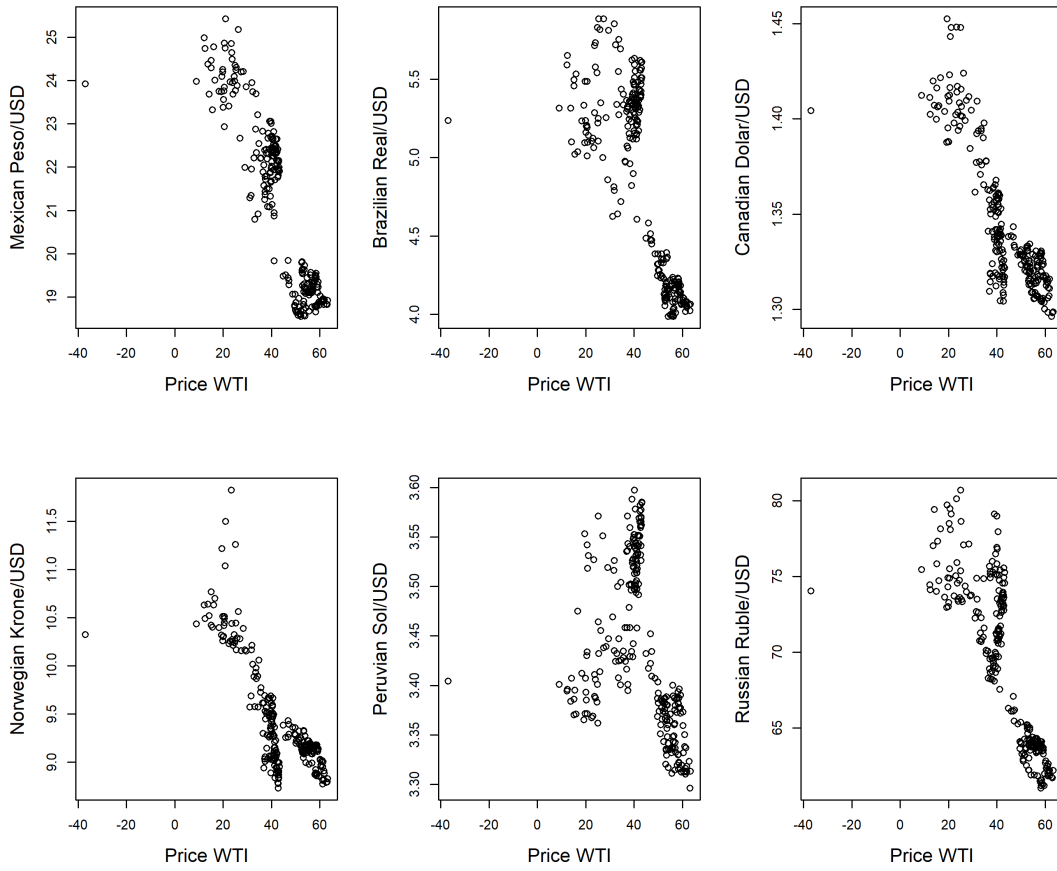 Mexican Peso/USD
19 20 21 22 23 24 25
-40 -20 0 20 40 60
Price WTI
Brazilian Real/USD
4.0 4.5 5.0 5.5
-40 -20 0 20 40 60
Price WTI
Canadian Dolar/USD
1.30 1.35 1.40 1.45
-40 -20 0 20 40 60
Price WTI
Norwegian Krone/USD
9.0 9.5 10.0 10.5 11.0 11.5
-40 -20 0 20 40 60
Price WTI
Peruvian Sol/USD
3.30 3.35 3.40 3.45 3.50 3.55 3.60
-40 -20 0 20 40 60
Price WTI
Russian Ruble/USD
65 70 75 80
-40 -20 0 20 40 60
Price WTI